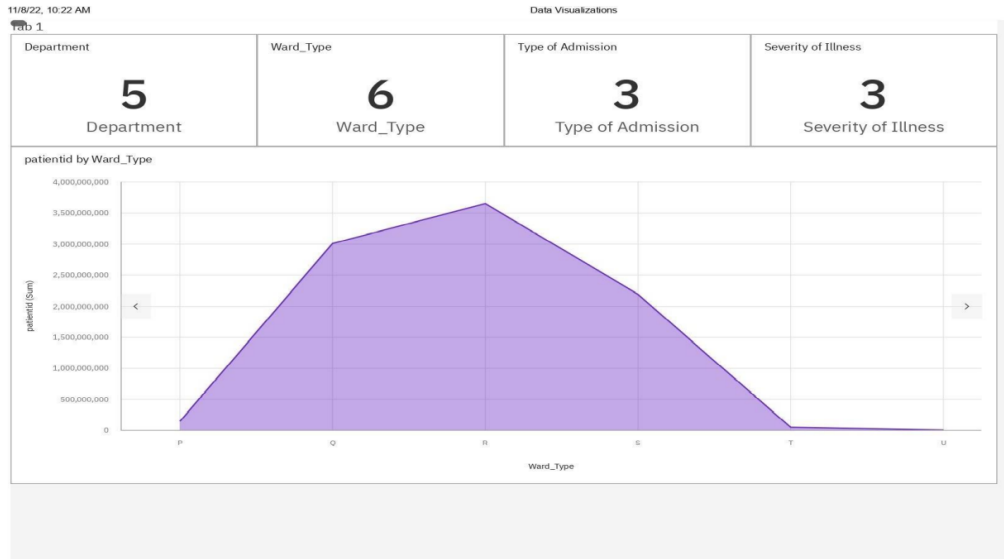 11/8/22, 10:22 AM Data Visualizations
Tab 1
Department Ward_Type Type of Admission Severity of Illness
5 6 3 3
Department Ward_Type Type of Admission Severity of Illness
patientid by Ward_Type
4,000,000,000
3,500,000,000
3,000,000,000
2,500,000,000
2,000,000,000
1,500,000,000
1,000,000,000
500,000,000
0
patientid (Sum)
P Q R S T U
Ward_Type